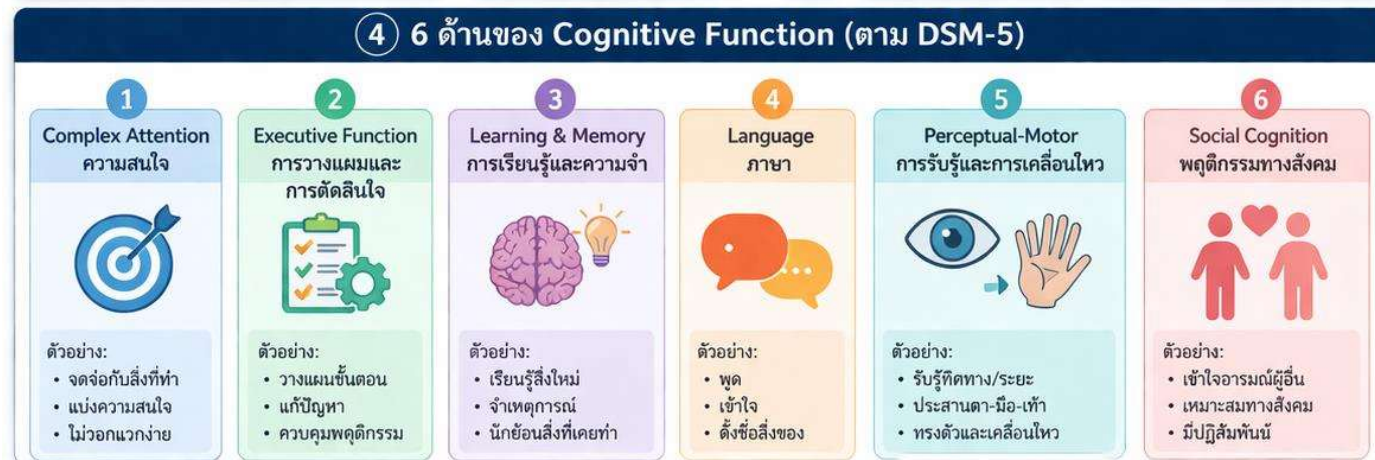 ④ 6 ด้านของ Cognitive Function (ตาม DSM-5)
1
Complex Attention
ความสนใจ
ตัวอย่าง:
• จดจ่อกับสิ่งที่ทำ
• แบ่งความสนใจ
• ไม่วอกแวกง่าย
2
Executive Function
การวางแผมและ
การตัดลินใจ
ตัวอย่าง:
• วางแผนขั้นตอน
• แก้ปัญหา
• ควบคุมพดุติกรรม
3
Learning & Memory
การเรียนรู้และความจำ
ตัวอย่าง:
• เรียนรู้สิ่งใหม่
• จำเหตุการณ์
• นักย้อนสิ่งที่เคยท่า
4
Language
ภาษา
ตัวอย่าง:
• พูด
• เข้าใจ
• ตั้งชื่อสิ่งของ
5
Perceptual-Motor
การรับรู้และการเคลื่อนใหว
ตัวอย่าง:
• รับรู้ทิศทาง/ระยะ
• ประสานตา-มือ-เท้า
• ทรงตัวและเคลื่อนใหว
6
Social Cognition
พฤติกรรมทางสังคม
ตัวอย่าง:
• เข้าใจอารมณ์ผู้อื่น
• เหมาะสมทางสังคม
• มีปฏิสัมพันน์